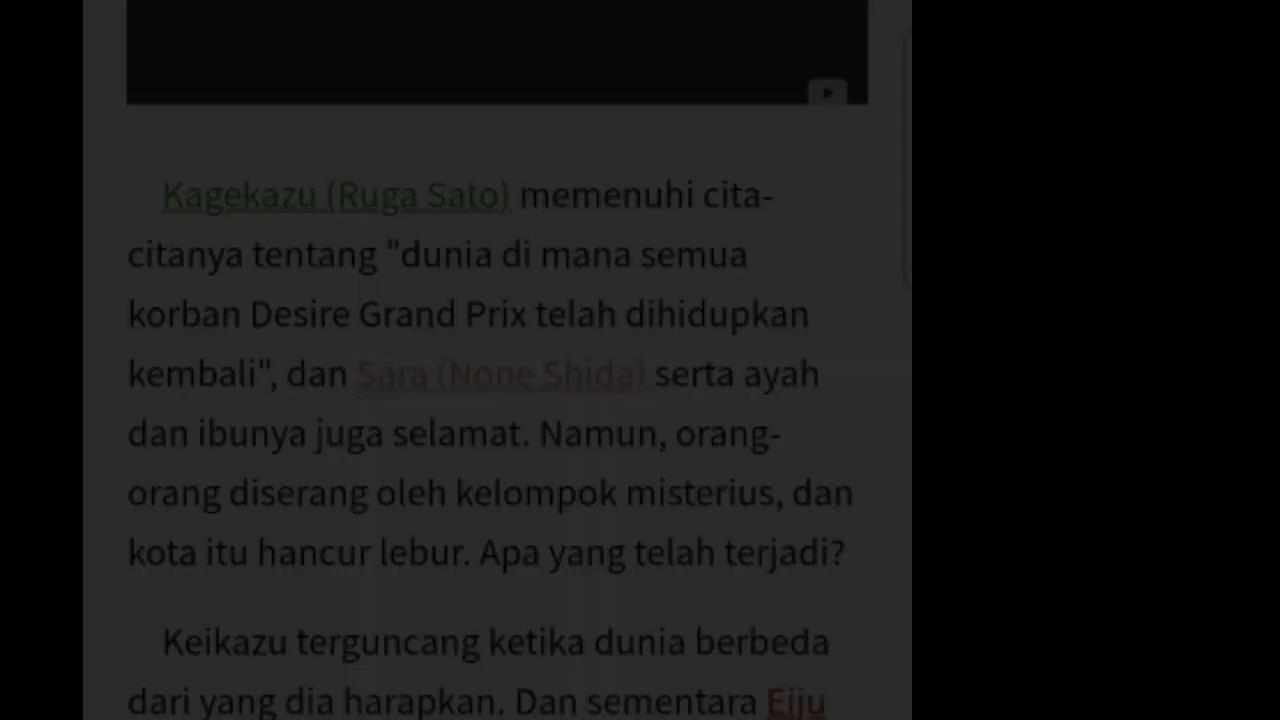 Kagekazu (Ruga Sato) memenuhi cita-
citanya tentang "dunia di mana semua
korban Desire Grand Prix telah dihidupkan
kembali", dan Sara (None Shida) serta ayah
dan ibunya juga selamat. Namun, orang-
orang diserang oleh kelompok misterius, dan
kota itu hancur lebur. Apa yang telah terjadi?
Keikazu terguncang ketika dunia berbeda
dari yang dia harapkan. Dan sementara Eiju